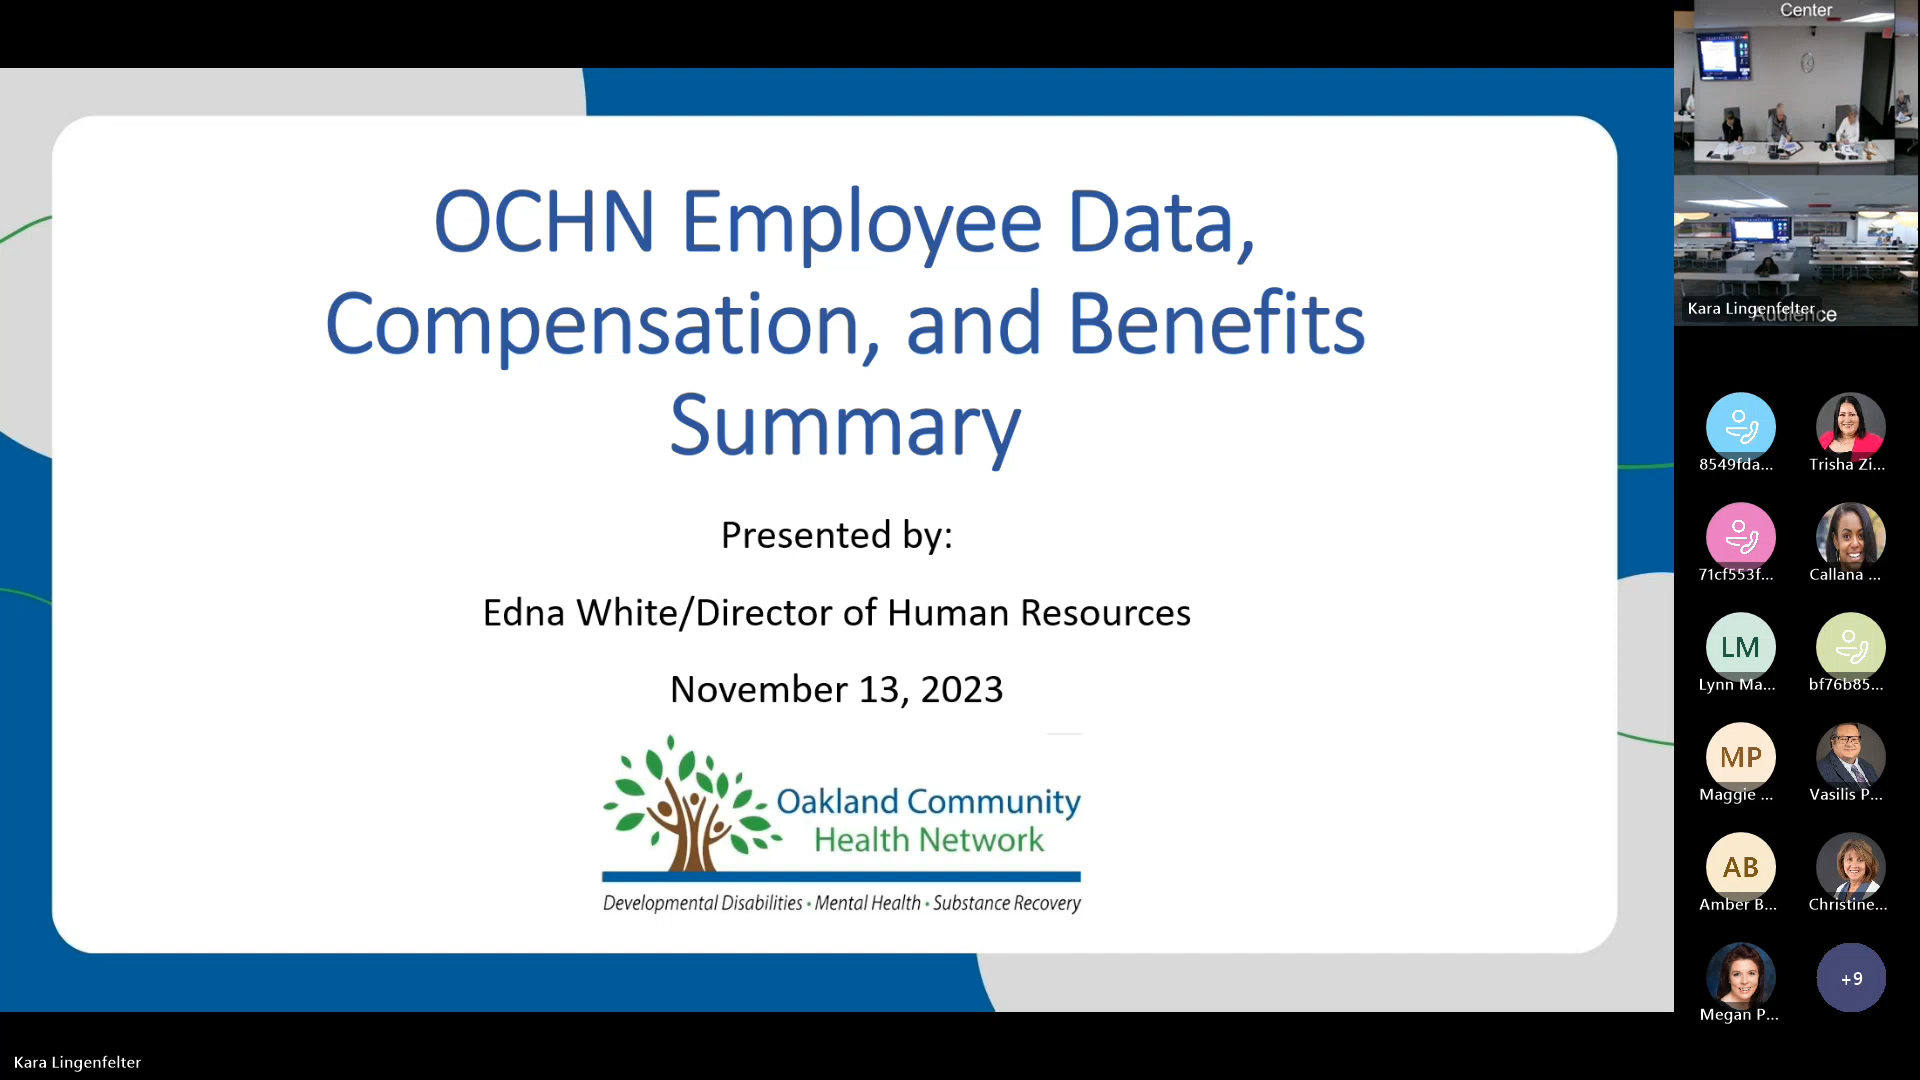 OCHN Employee Data,
Compensation, and Benefits
Summary
Presented by:
Edna White/Director of Human Resources
November 13, 2023
Oakland Community
Health Network
Developmental Disabilities • Mental Health • Substance Recovery
Kara Lingenfelter
Center
Kara Lingenfelter
Audience
8549fda...
Trisha Zi...
71cf553f...
Callana ...
LM
Lynn Ma...
bf76b85...
MP
Maggie ...
Vasilis P...
AB
Amber B...
Christine...
Megan P...
+9